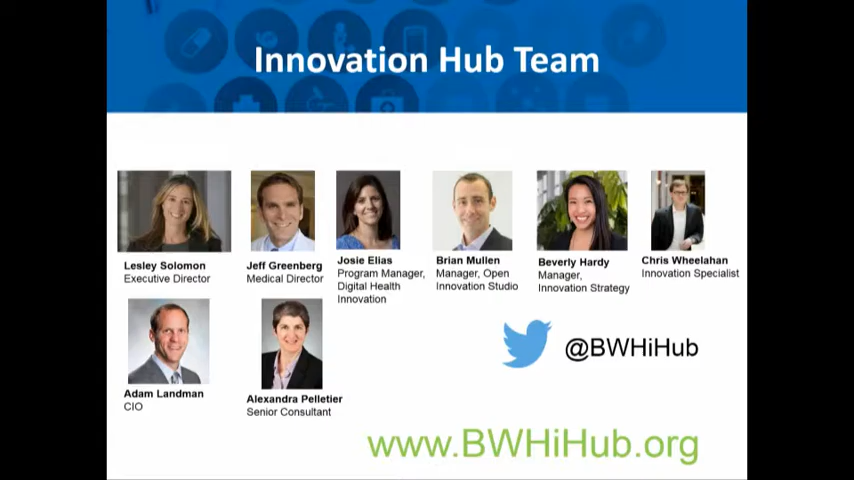 Innovation Hub Team
Lesley Solomon
Executive Director
Jeff Greenberg
Medical Director
Josie Elias
Program Manager,
Digital Health
Innovation
Brian Mullen
Manager, Open
Innovation Studio
Beverly Hardy
Manager,
Innovation Strategy
Chris Wheelahan
Innovation Specialist
Adam Landman
CIO
Alexandra Pelletier
Senior Consultant
@BWHiHub
www.BWHiHub.org